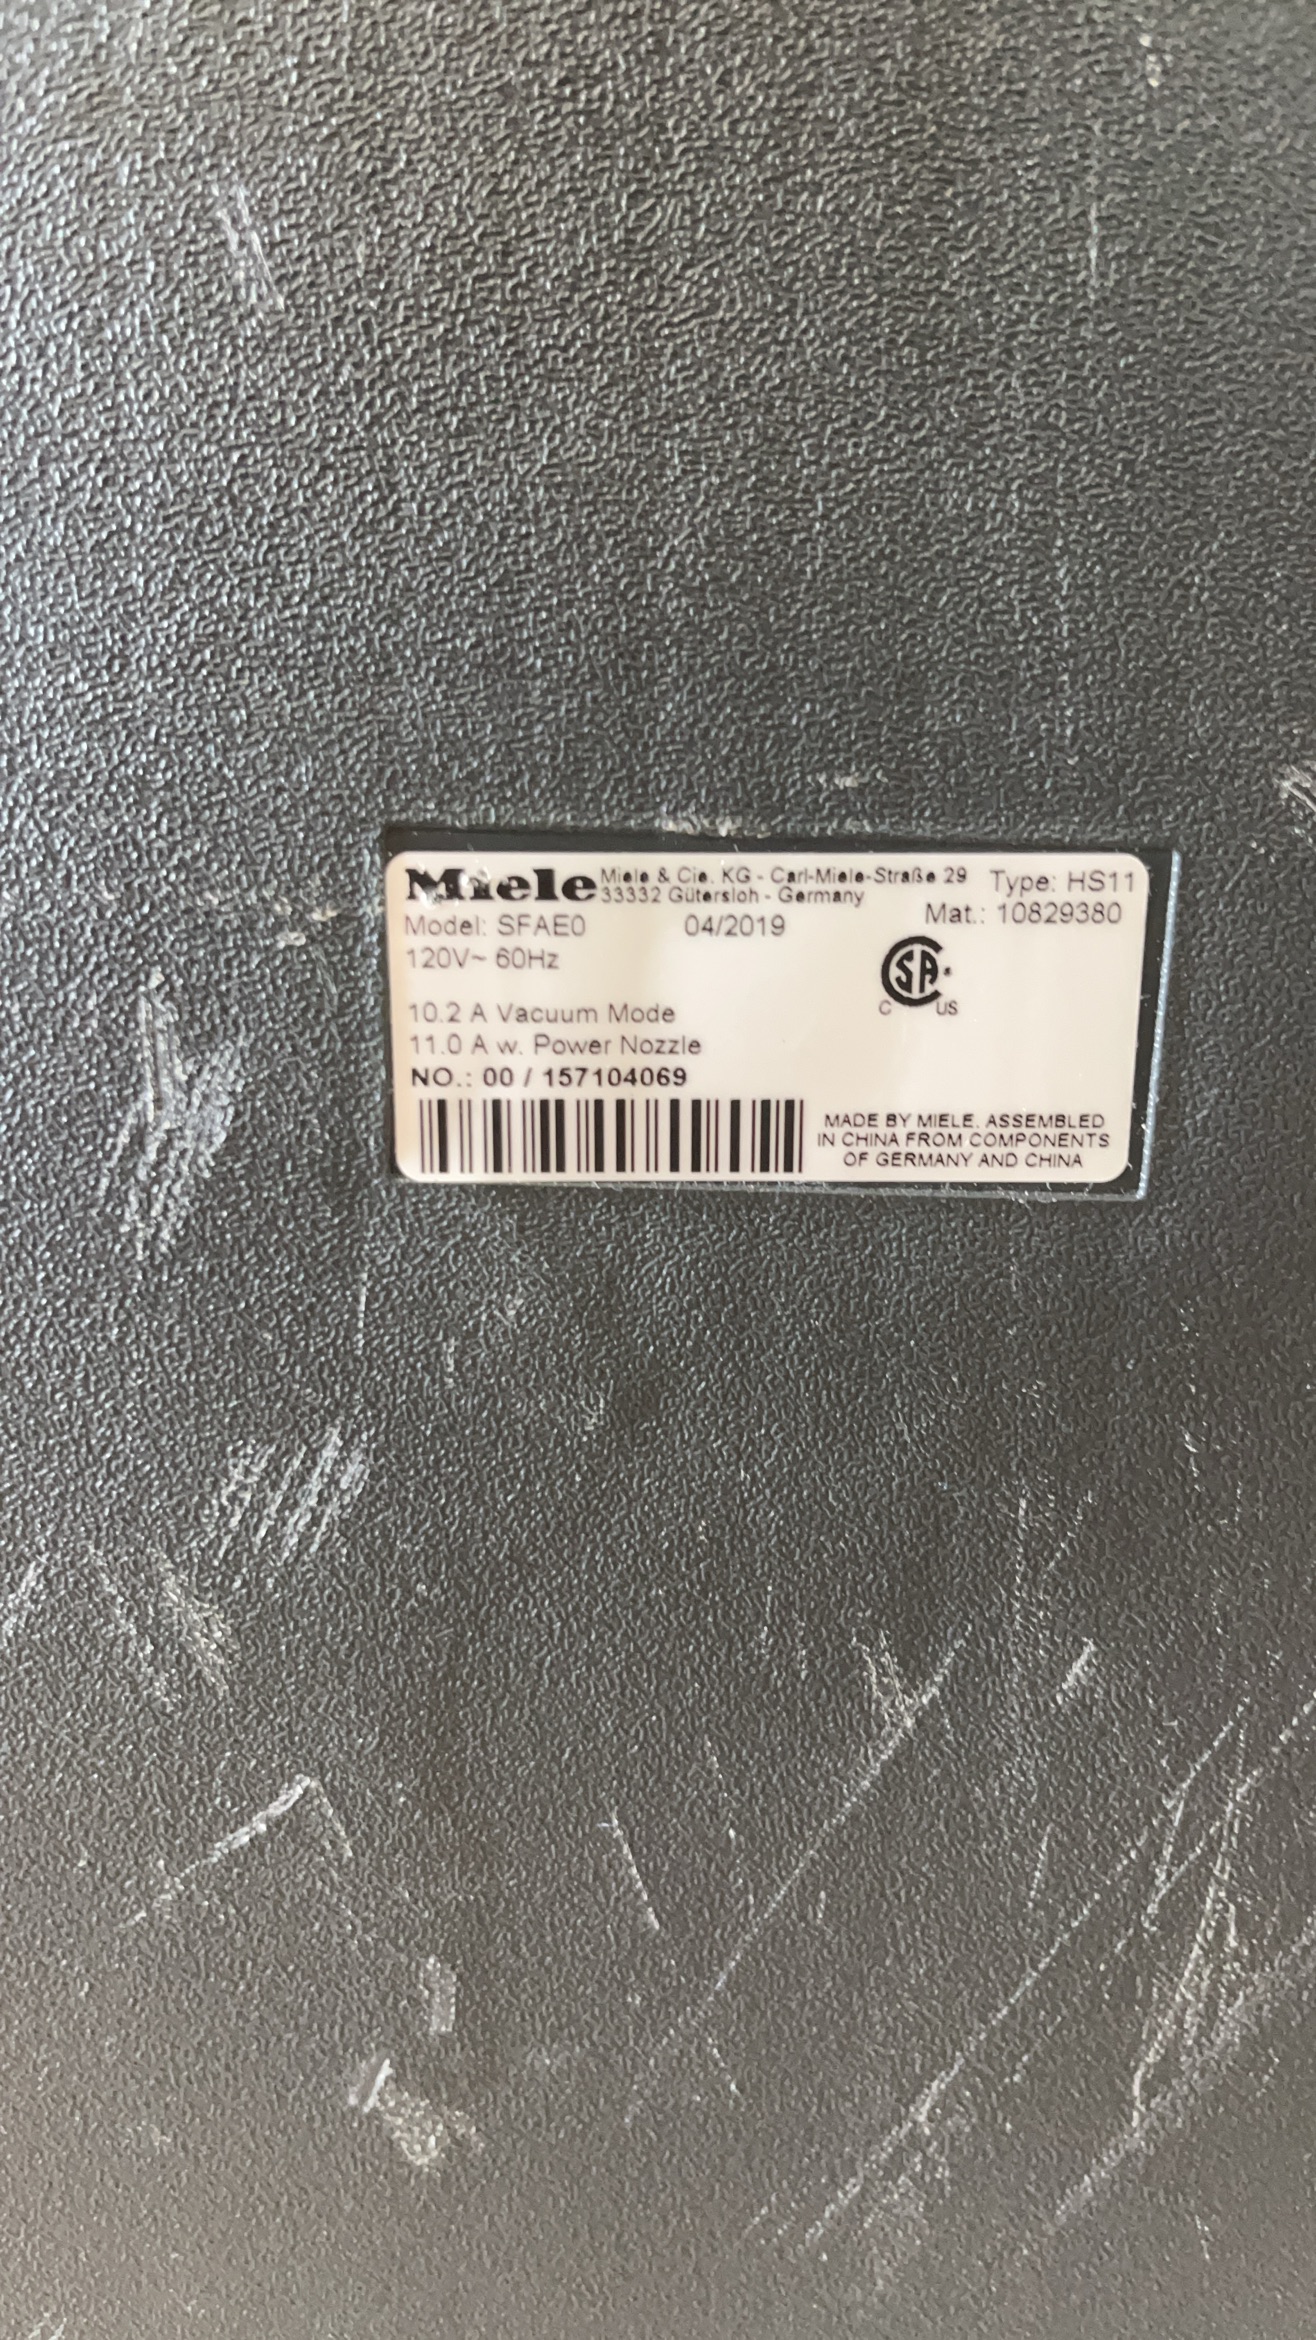 Miele Miele & Cie. KG - Carl-Miele-Straße 29 Type: HS11
33332 Gütersloh - Germany Mat.: 10829380
Model: SFAE0 04/2019
120V~ 60Hz
SA
C US
10.2 A Vacuum Mode
11.0 A w. Power Nozzle
NO.: 00 / 157104069
MADE BY MIELE. ASSEMBLED
IN CHINA FROM COMPONENTS
OF GERMANY AND CHINA